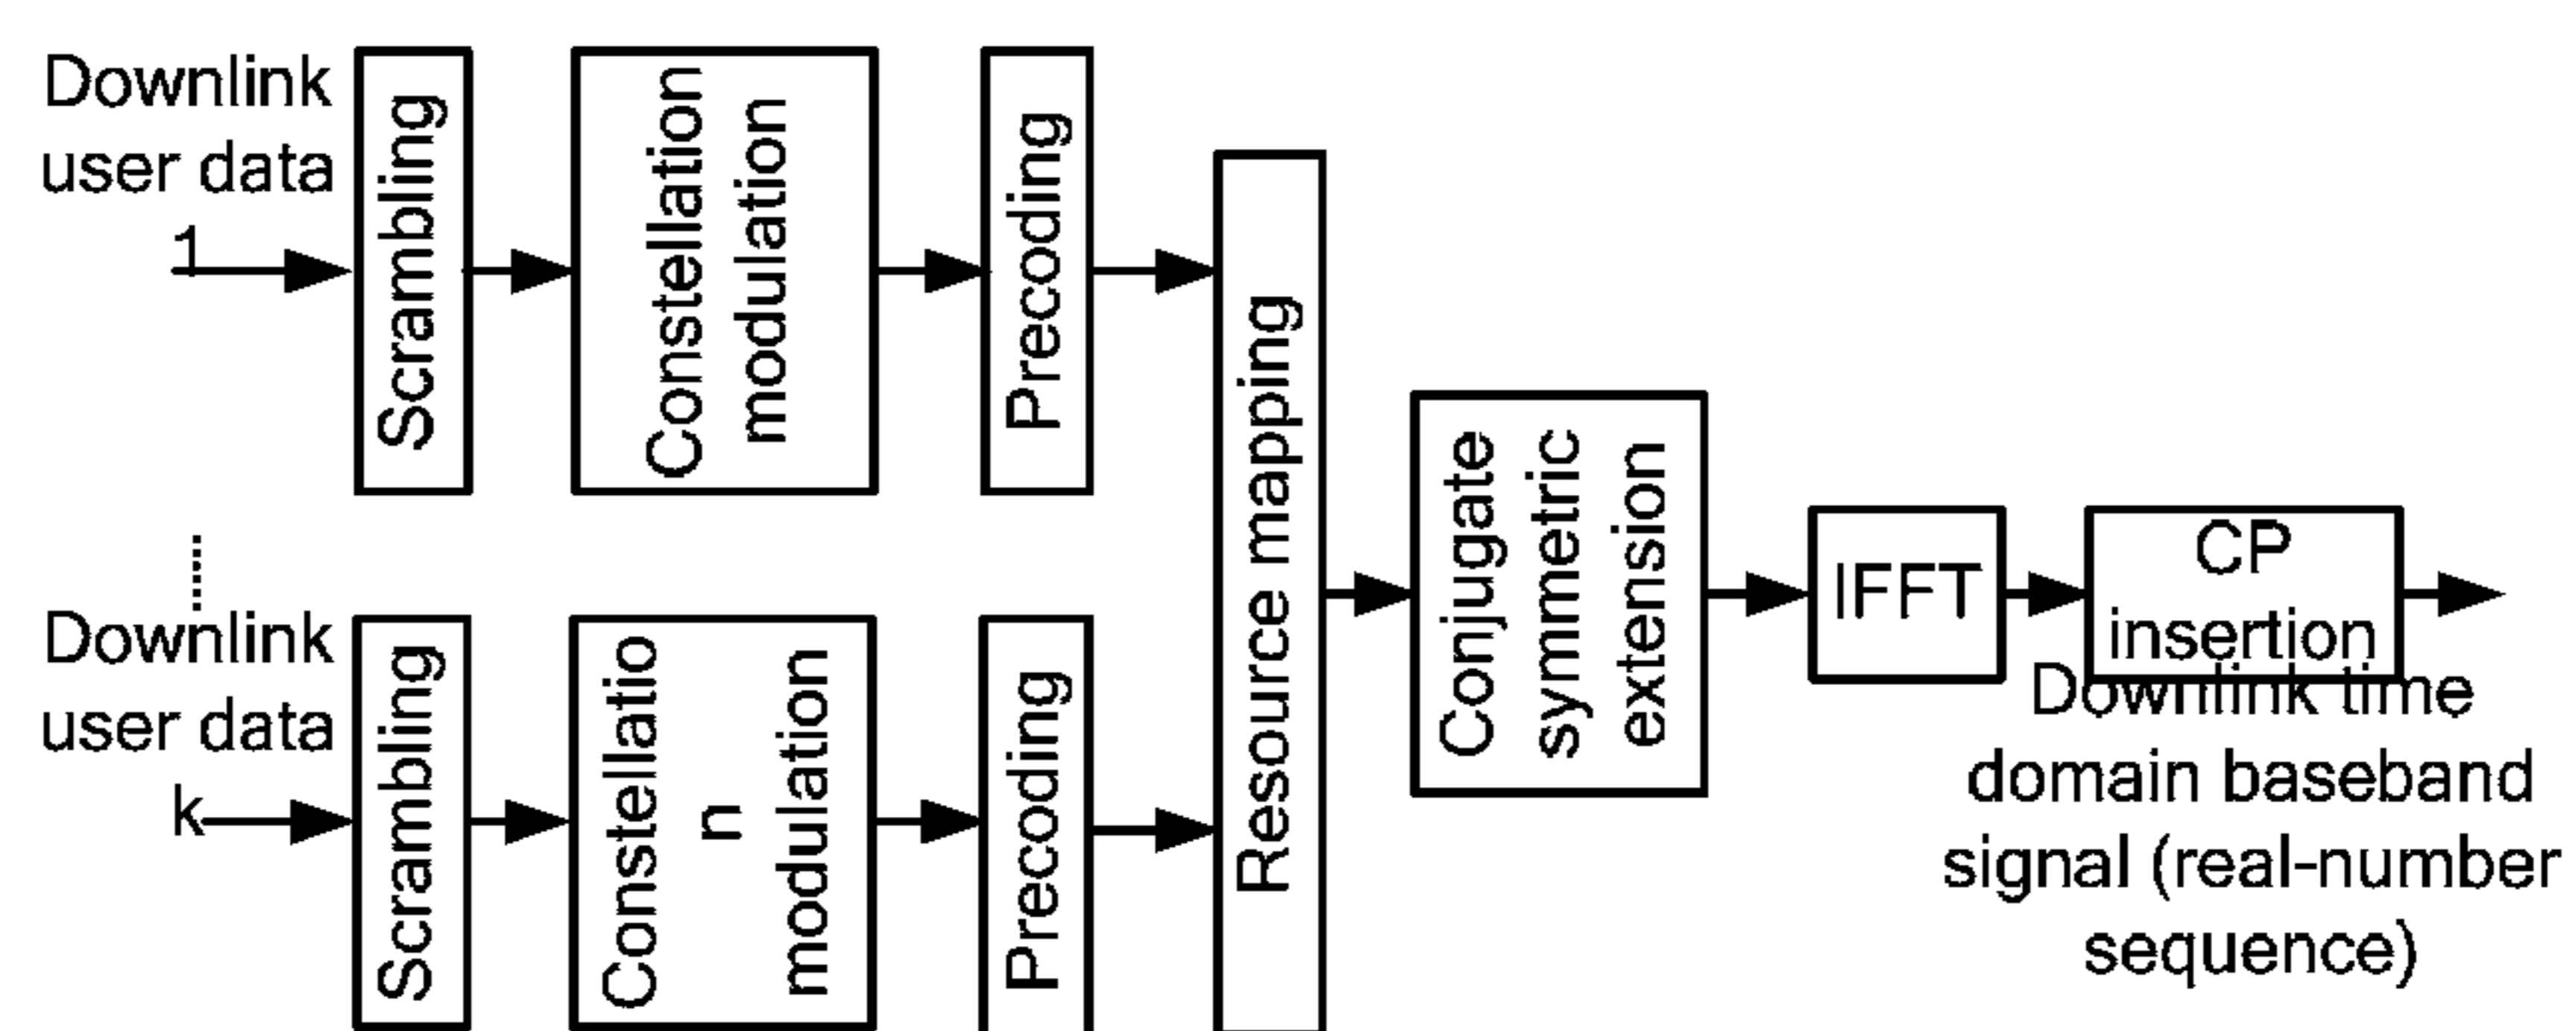 Downlink
user data
1
Scrambling
Constellation
modulation
Precoding
Resource mapping
Conjugate
symmetric
extension
IFFT
CP
insertion
Downlink time
domain baseband
signal (real-number
sequence)
Downlink
user data
k
Scrambling
Constellatio
n
modulation
Precoding